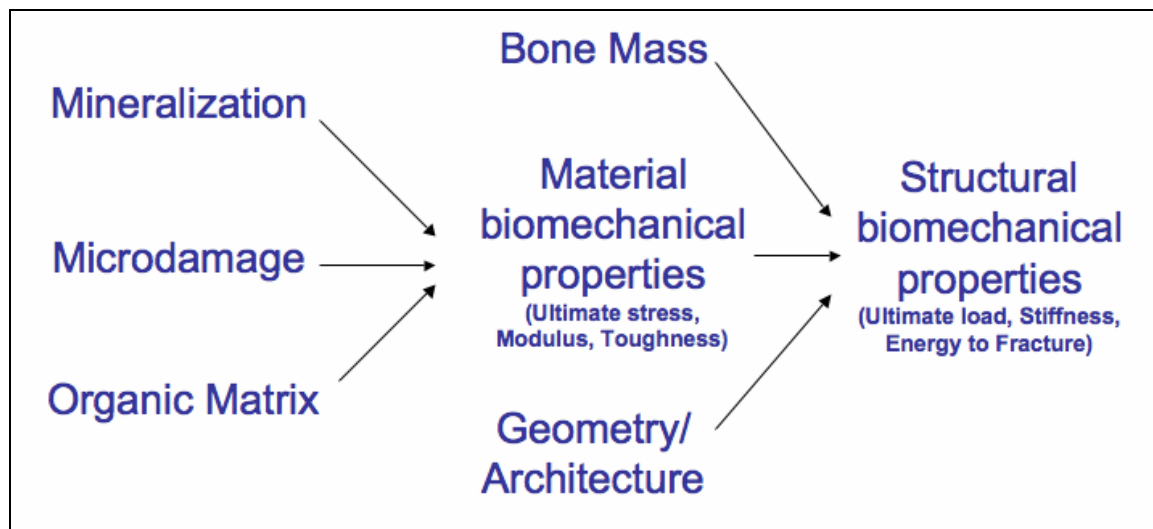 Mineralization
Microdamage
Organic Matrix
Bone Mass
Material
biomechanical
properties
(Ultimate stress,
Modulus, Toughness)
Geometry/
Architecture
Structural
biomechanical
properties
(Ultimate load, Stiffness,
Energy to Fracture)